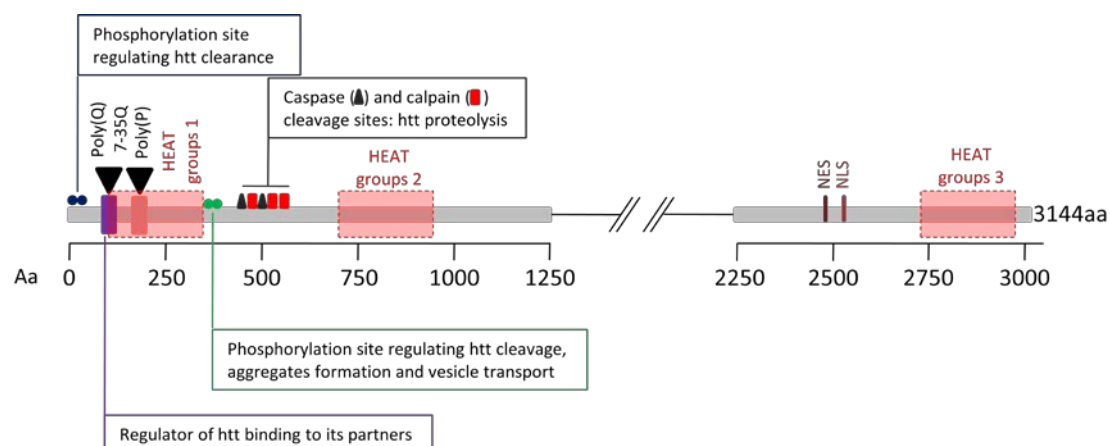 Phosphorylation site
regulating htt clearance
Caspase ( ) and calpain ( )
cleavage sites: htt proteolysis
Poly(Q)
7-35Q
Poly(P)
HEAT
groups 1
HEAT
groups 2
NES
NLS
HEAT
groups 3
3144aa
Aa 0 250 500 750 1000 1250 2250 2500 2750 3000
Phosphorylation site regulating htt cleavage,
aggregates formation and vesicle transport
Regulator of htt binding to its partners